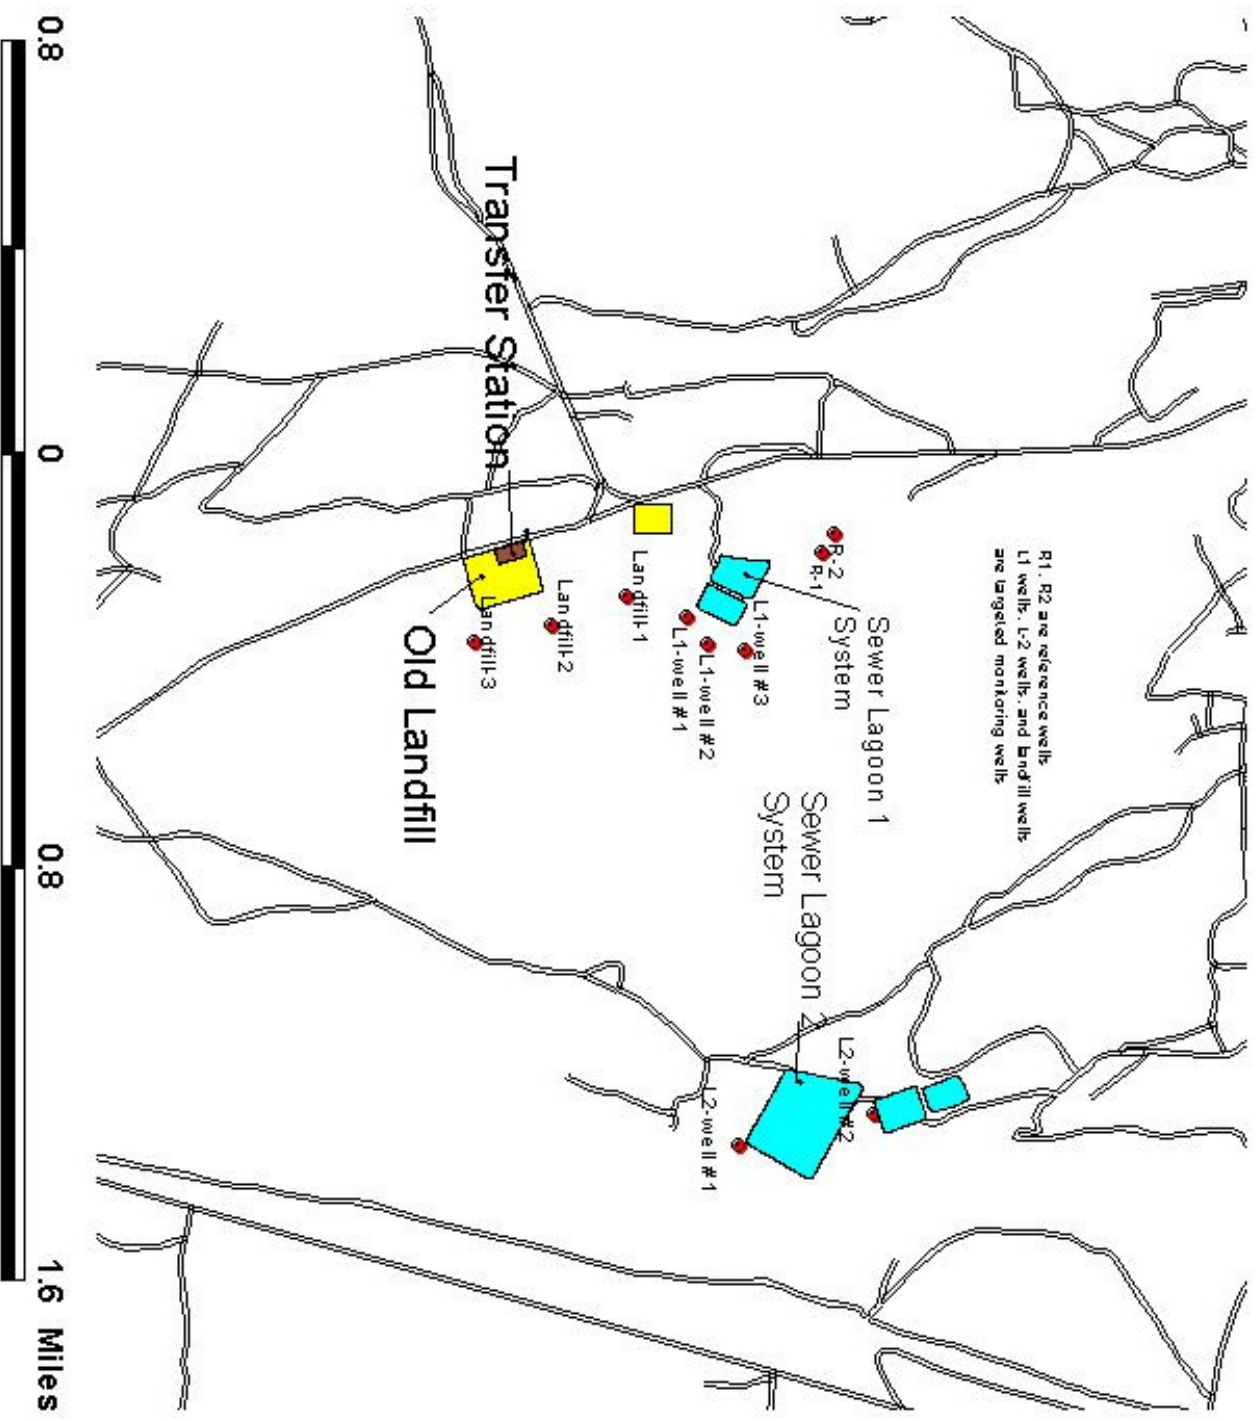 R1, R2 are reference wells
L1 wells, L-2 wells, and landfill wells
are targeted monitoring wells
Sewer Lagoon 1
System
R-2
R-1
L2-well #2
Sewer Lagoon 2
System
L1-well #3
L1-well #2
L2-well #1
L1-well #1
Landfill-1
Landfill-2
Transfer Station
Landfill-3
Old Landfill
0.8 0 0.8 1.6 Miles